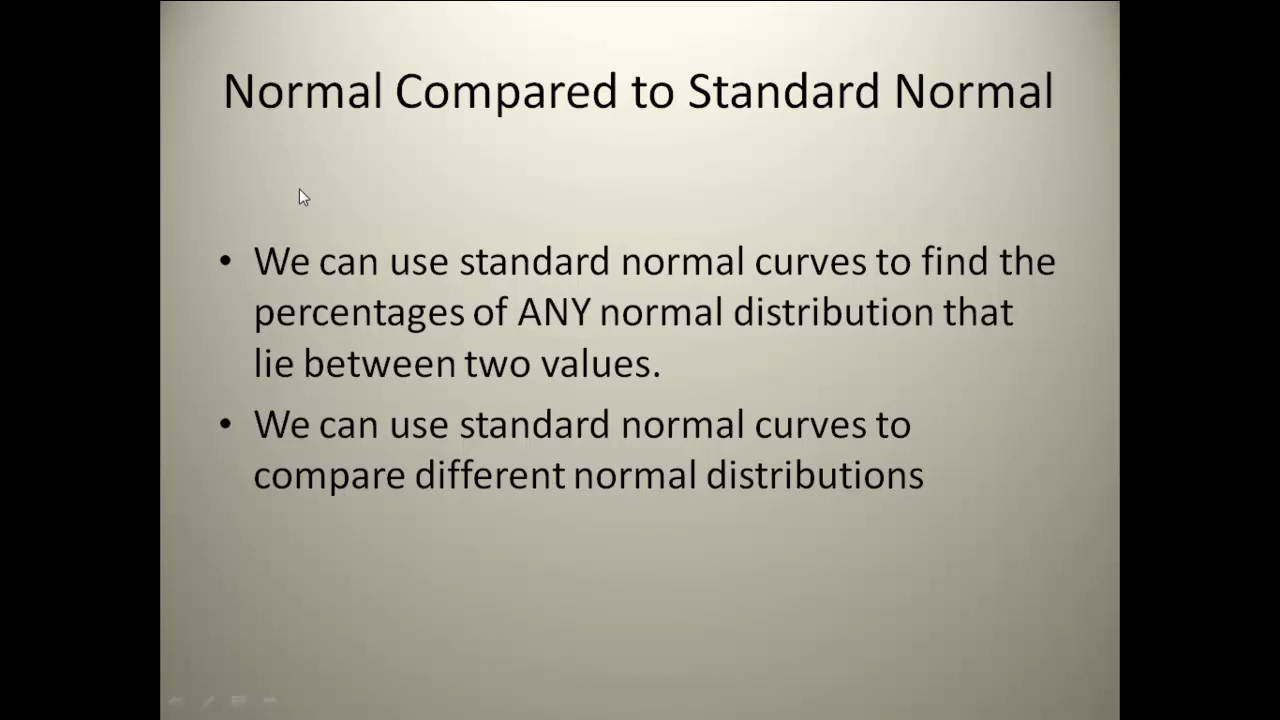 Normal Compared to Standard Normal
• We can use standard normal curves to find the
percentages of ANY normal distribution that
lie between two values.
• We can use standard normal curves to
compare different normal distributions